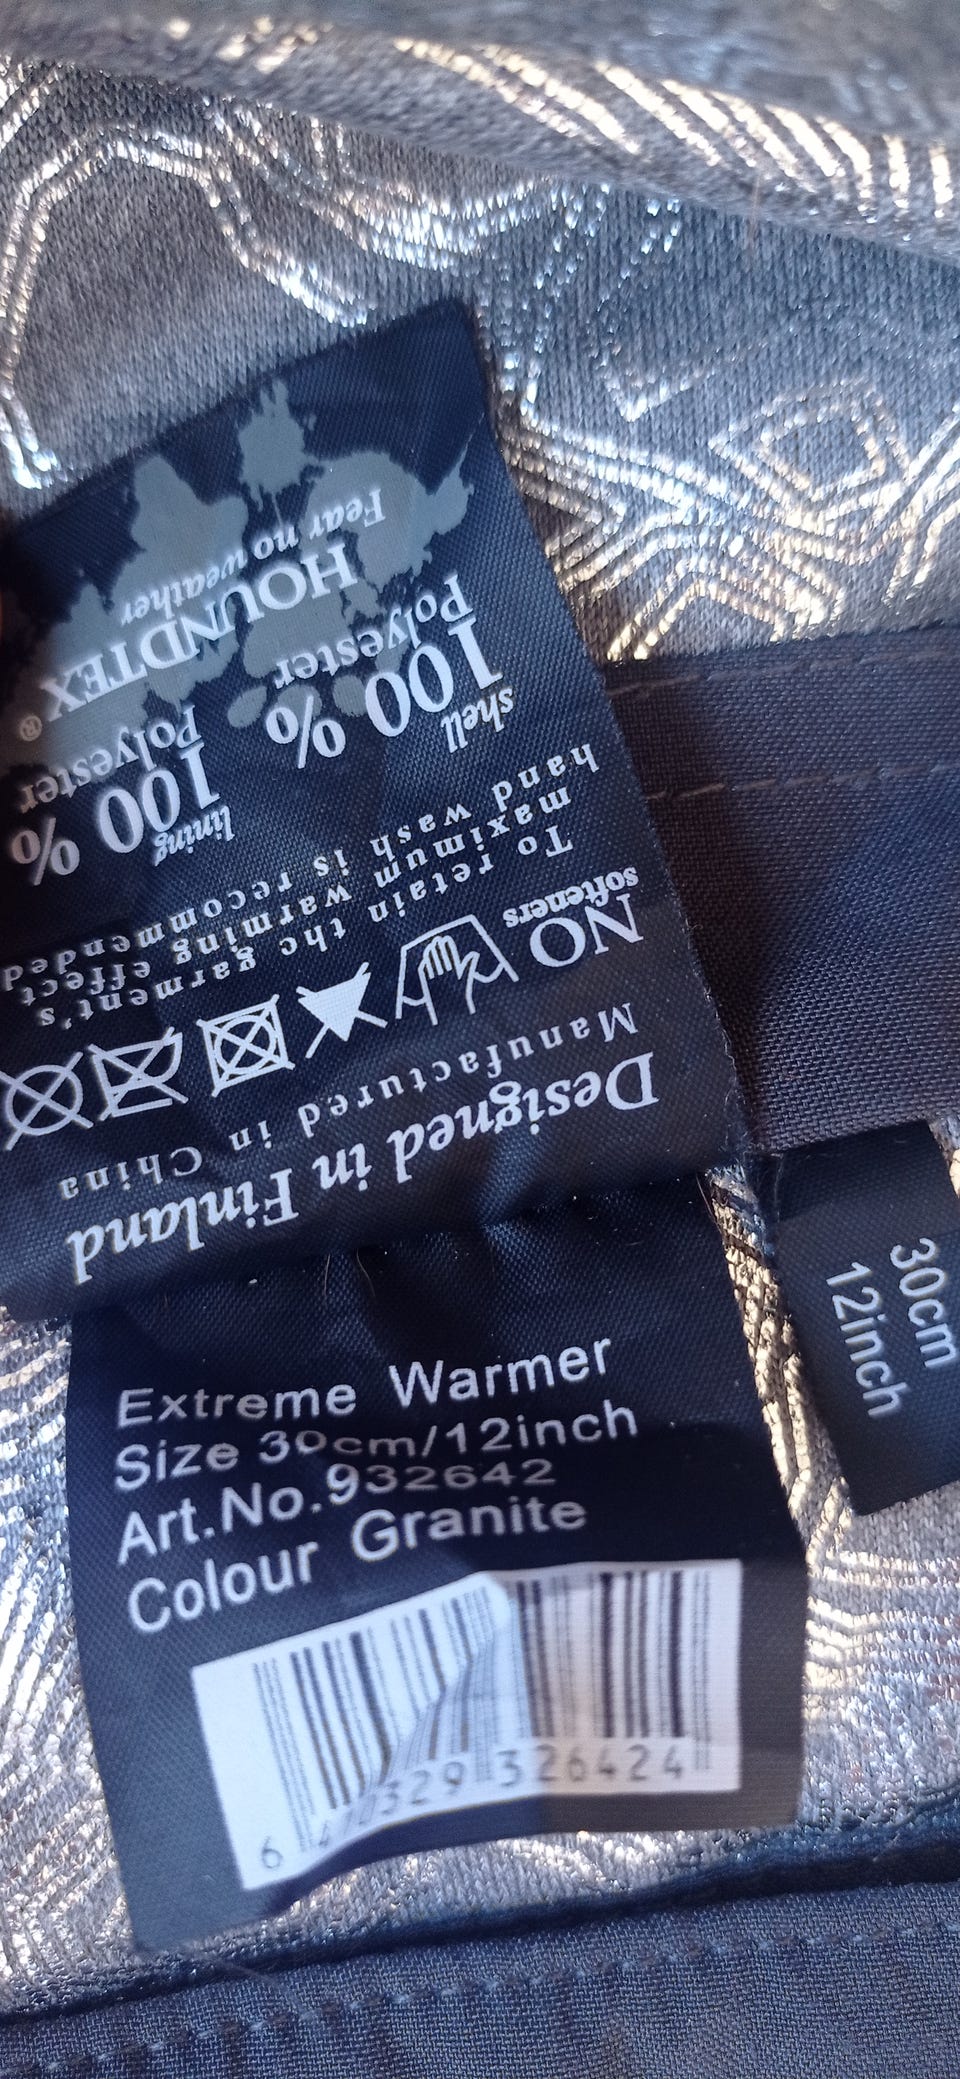 Designed in Finland
Manufactured in China
NO
softeners
To retain the garment's
maximum warming effect
hand wash is recommended
shell
100 %
Polyester
lining
100 %
Polyester
HOUNDTEX®
Fear no weather
Extreme Warmer
Size 30cm/12inch
Art.No.932642
Colour Granite
6 326424
30cm
12inch